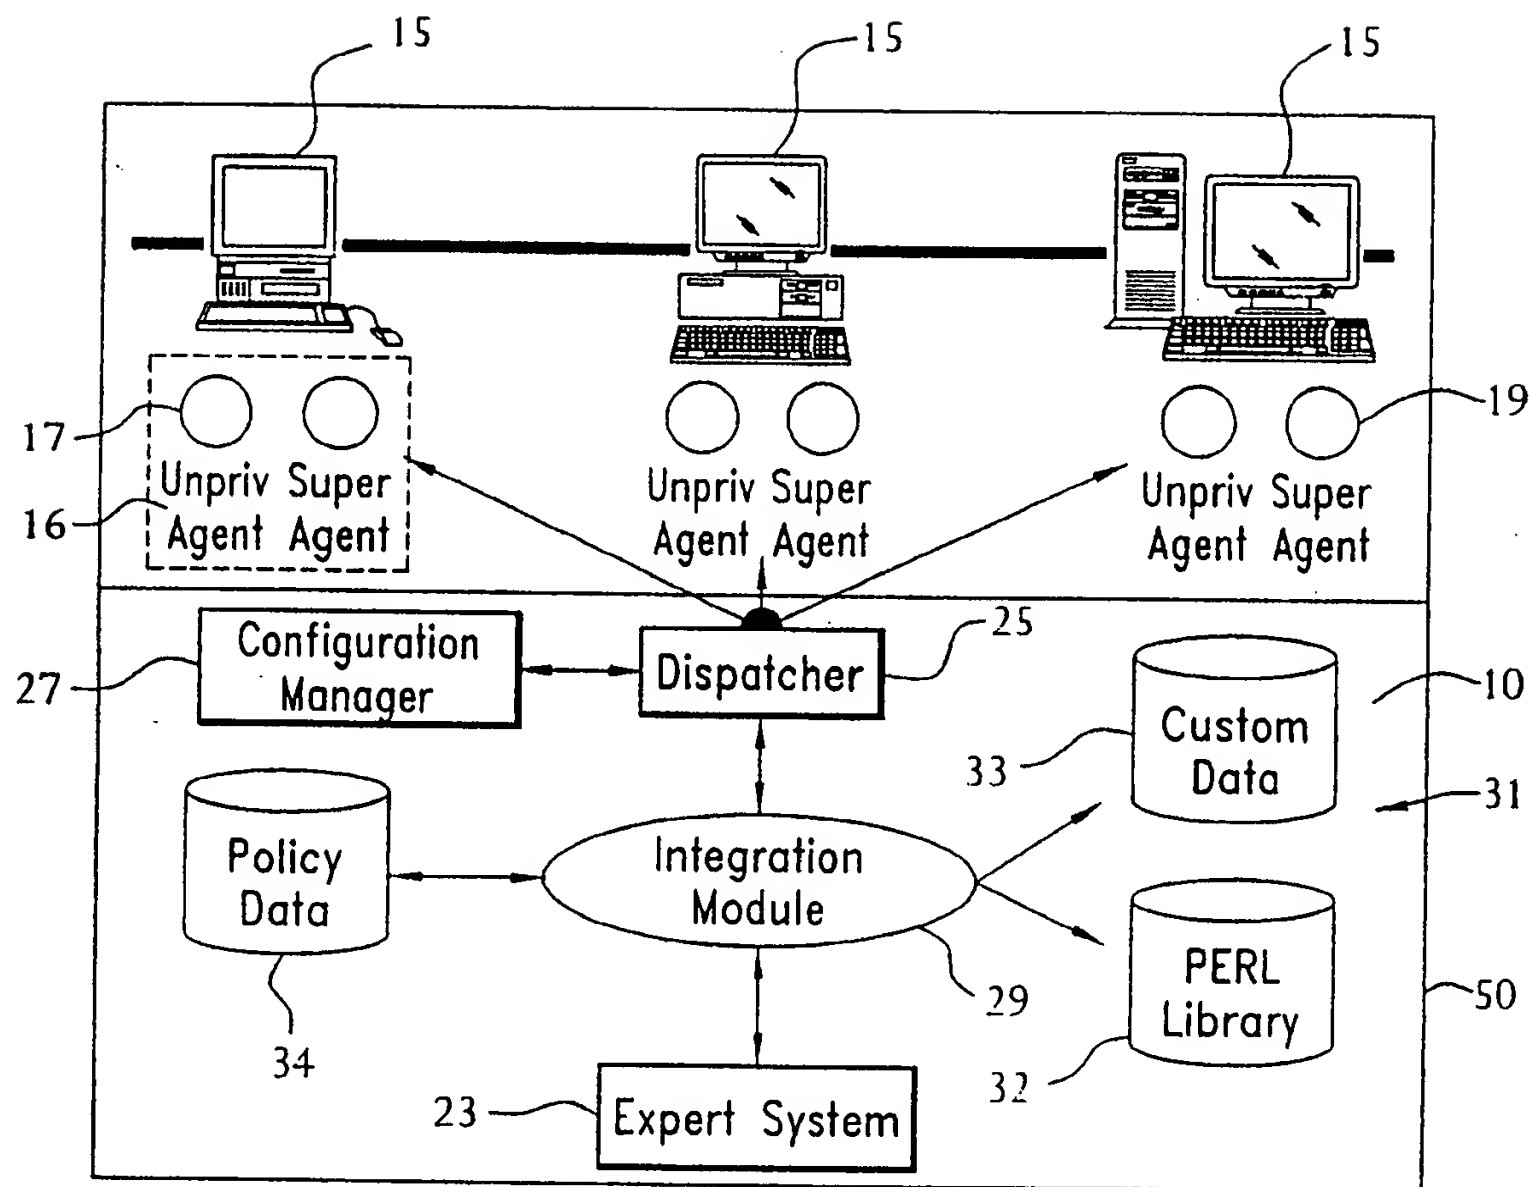 15
15
15
17
19
Unpriv Super
Agent Agent
Unpriv Super
Agent Agent
Unpriv Super
Agent Agent
16
Configuration
Manager
27
Dispatcher
25
10
Custom
Data
33
31
Policy
Data
34
Integration
Module
29
PERL
Library
32
50
23
Expert System